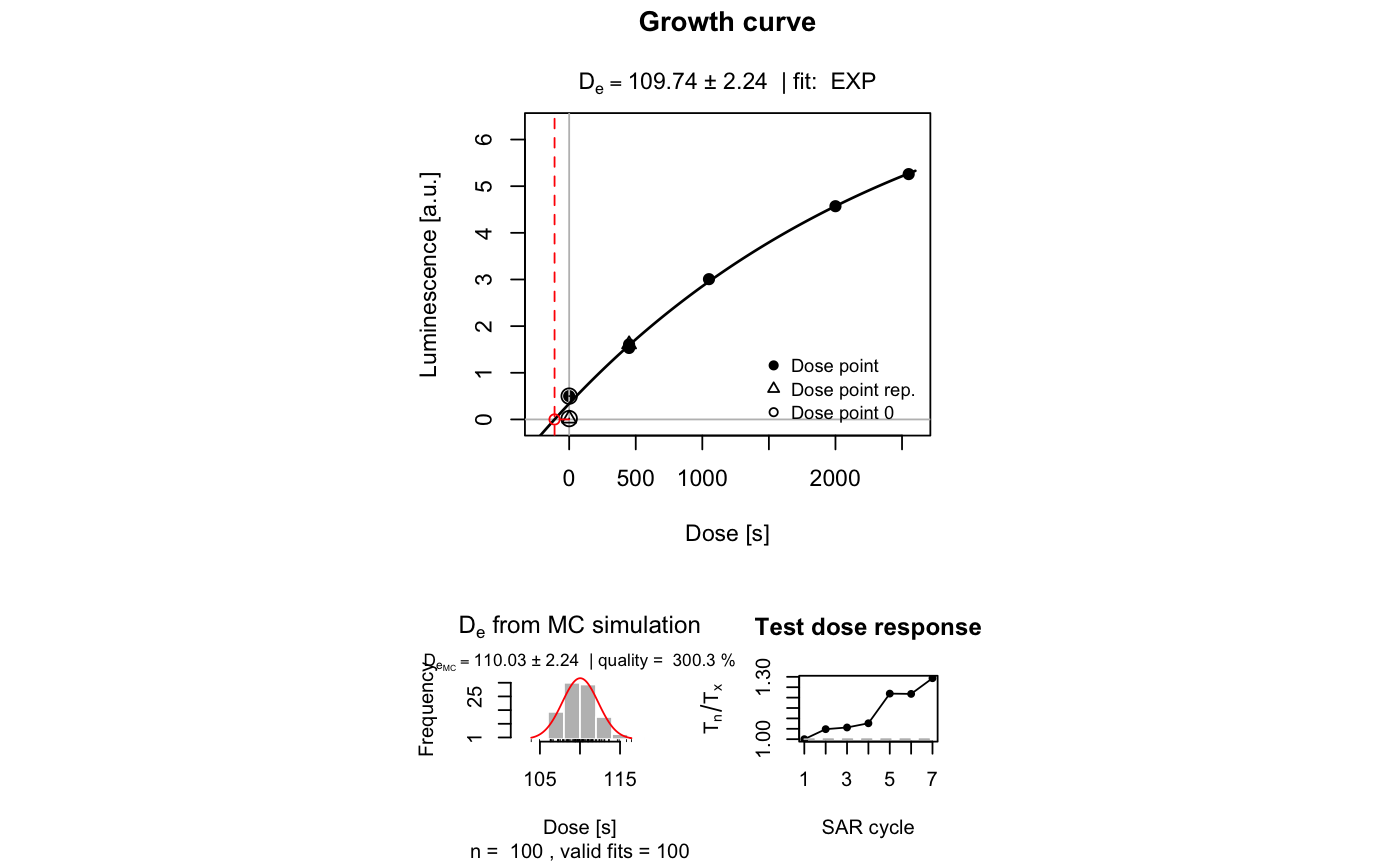 Growth curve
De = 109.74 ± 2.24 | fit: EXP
Luminescence [a.u.]
6
5
4
3
2
1
0
Dose point
Dose point rep.
Dose point 0
0 500 1000 2000
Dose [s]
De from MC simulation
DeMC = 110.03 ± 2.24 | quality = 300.3 %
Frequency
25
1
105 115
Dose [s]
n = 100 , valid fits = 100
Test dose response
Tn/Tx
1.30
1.00
1 3 5 7
SAR cycle